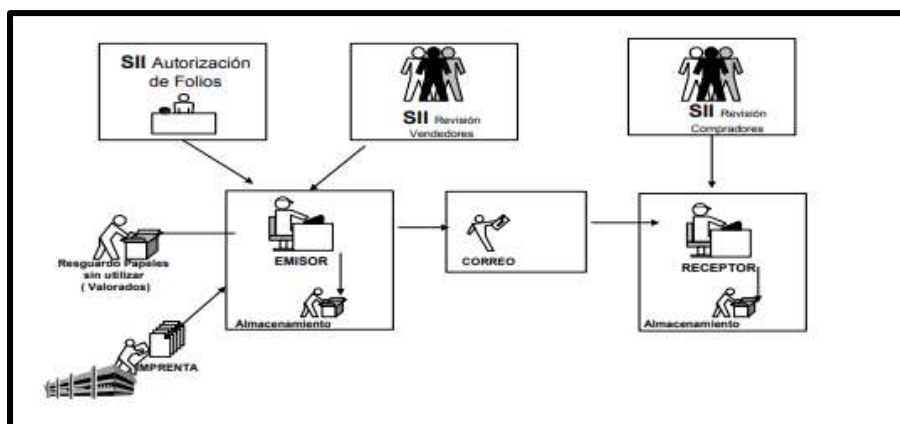 SII Autorización
de Folios
SII Revisión
Vendedores
SII Revisión
Compradores
Resguardo Papeles
sin utilizar
( Valorados)
EMISOR
Almacenamiento
CORREO
RECEPTOR
Almacenamiento
IMPRENTA